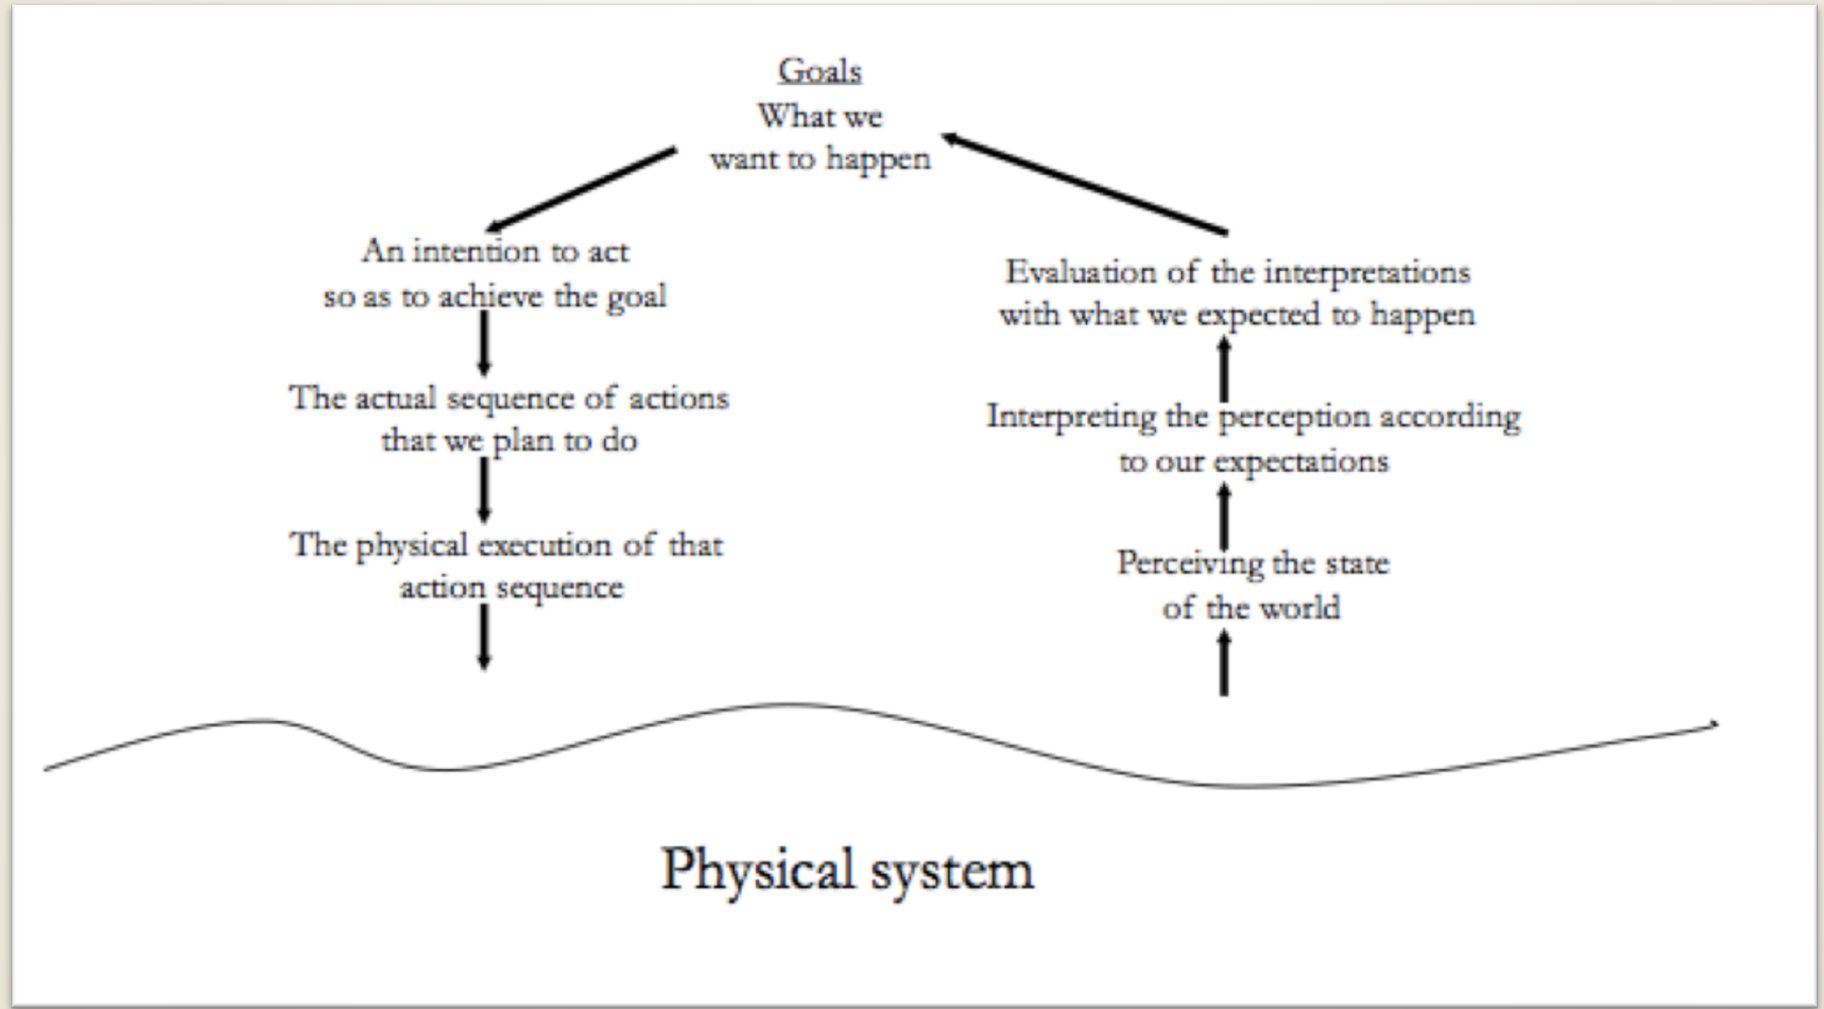 Goals
What we
want to happen
An intention to act
so as to achieve the goal
The actual sequence of actions
that we plan to do
The physical execution of that
action sequence
Evaluation of the interpretations
with what we expected to happen
Interpreting the perception according
to our expectations
Perceiving the state
of the world
Physical system